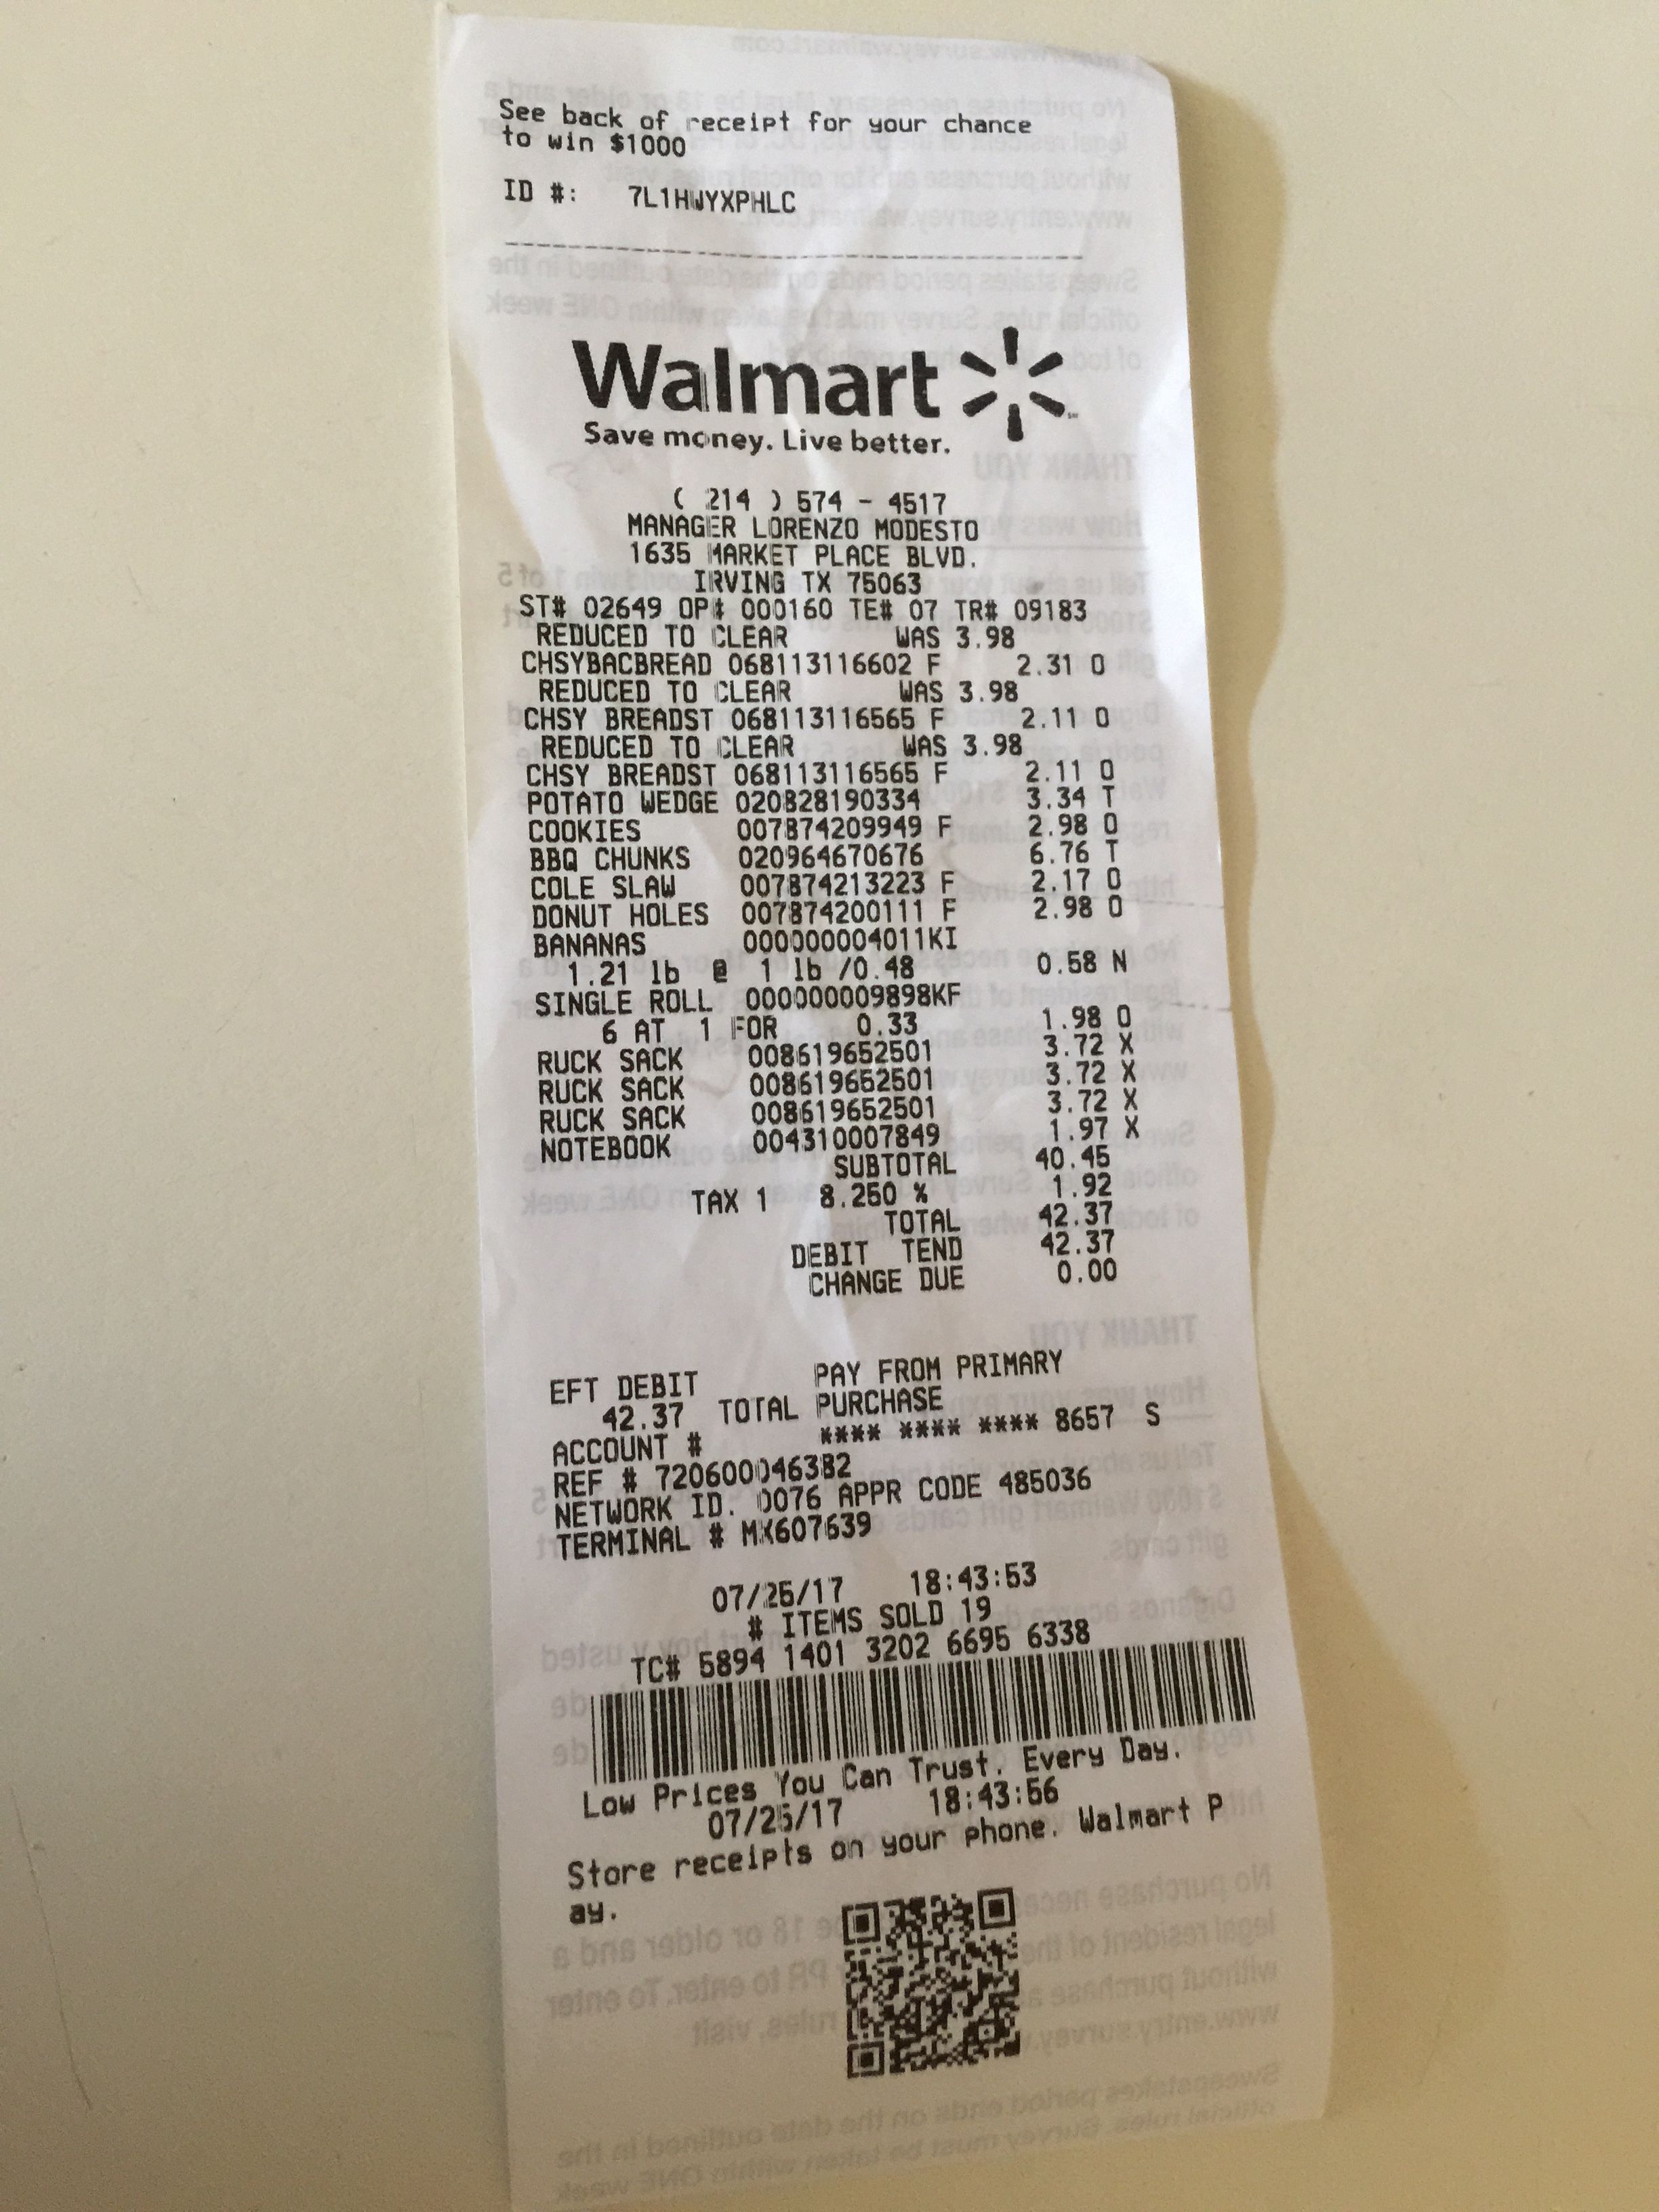 See back of receipt for your chance
to win $1000
ID #: 7L1HWYXPHLC
Walmart
Save money. Live better.
( 214 ) 574 - 4517
MANAGER LORENZO MODESTO
1635 MARKET PLACE BLVD.
IRVING TX 75063
ST# 02649 OP# 000160 TE# 07 TR# 09183
REDUCED TO CLEAR WAS 3.98
CHSYBACBREAD 068113116602 F 2.31 O
REDUCED TO CLEAR WAS 3.98
CHSY BREADST 068113116565 F 2.11 O
REDUCED TO CLEAR WAS 3.98
CHSY BREADST 068113116565 F 2.11 O
POTATO WEDGE 020828190334 3.34 T
COOKIES 007874209949 F 2.98 O
BBQ CHUNKS 020964670676 6.76 T
COLE SLAW 007874213223 F 2.17 O
DONUT HOLES 007874200111 F 2.98 O
BANANAS 000000004011KI
1.21 lb @ 1 lb /0.48 0.58 N
SINGLE ROLL 000000009898KF
6 AT 1 FOR 0.33 1.98 O
RUCK SACK 008619652501 3.72 X
RUCK SACK 008619652501 3.72 X
RUCK SACK 008619652501 3.72 X
NOTEBOOK 004310007849 1.97 X
SUBTOTAL 40.45
TAX 1 8.250 % 1.92
TOTAL 42.37
DEBIT TEND 42.37
CHANGE DUE 0.00
EFT DEBIT PAY FROM PRIMARY
42.37 TOTAL PURCHASE
ACCOUNT # **** **** **** 8657 S
REF # 720600046382
NETWORK ID. 0076 APPR CODE 485036
TERMINAL # MX607639
07/25/17 18:43:53
# ITEMS SOLD 19
TC# 5894 1401 3202 6695 6338
Low Prices You Can Trust. Every Day.
07/25/17 18:43:56
Store receipts on your phone. Walmart P
ay.